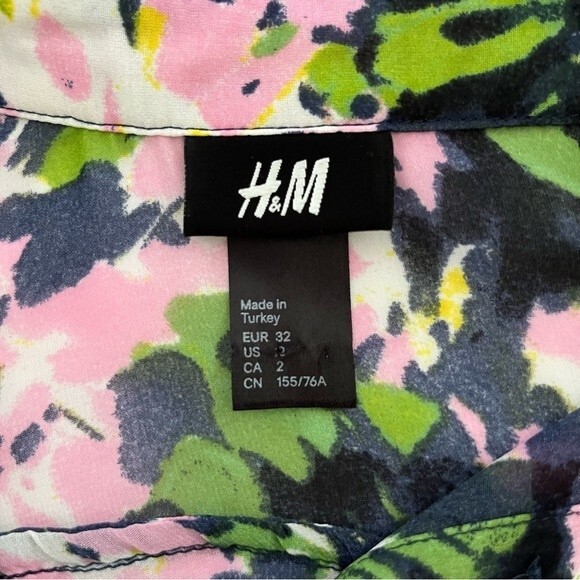 H&M
Made in
Turkey
EUR 32
US
CA 2
CN 155/76A